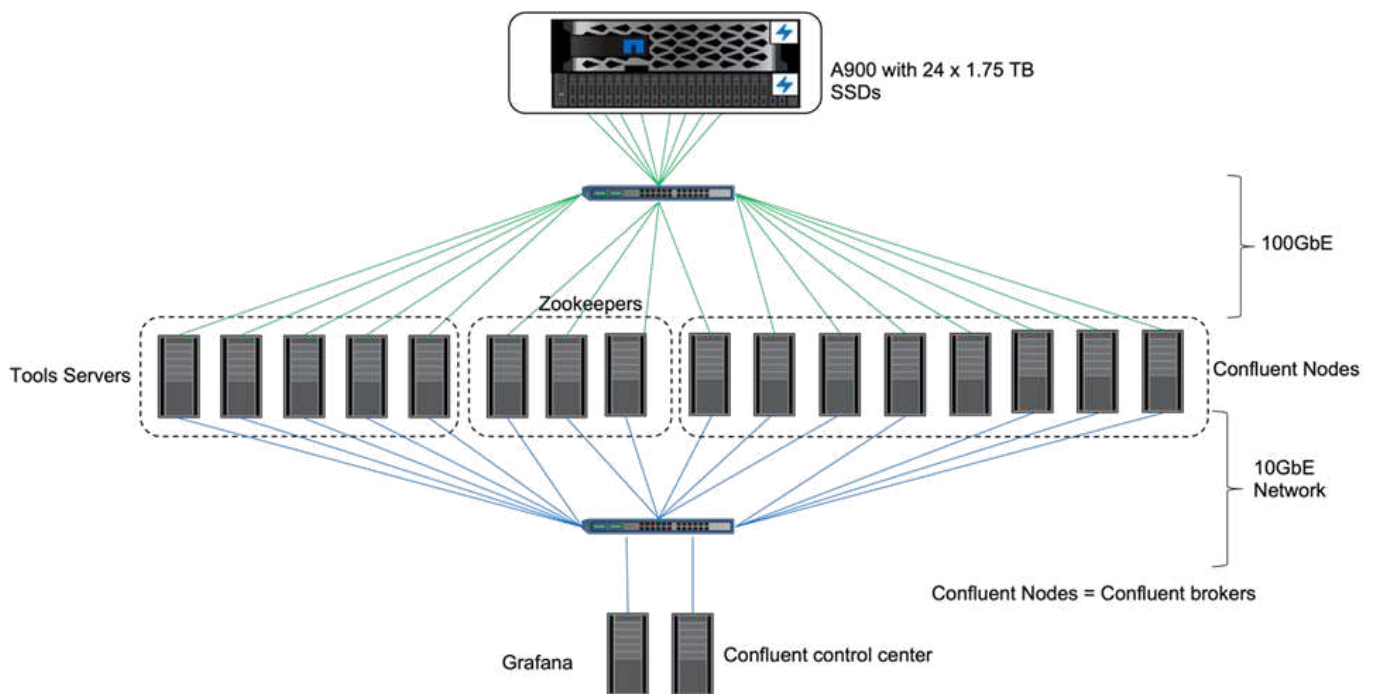 A900 with 24 x 1.75 TB
SSDs
100GbE
Zookeepers
Tools Servers
Confluent Nodes
10GbE
Network
Confluent Nodes = Confluent brokers
Grafana
Confluent control center